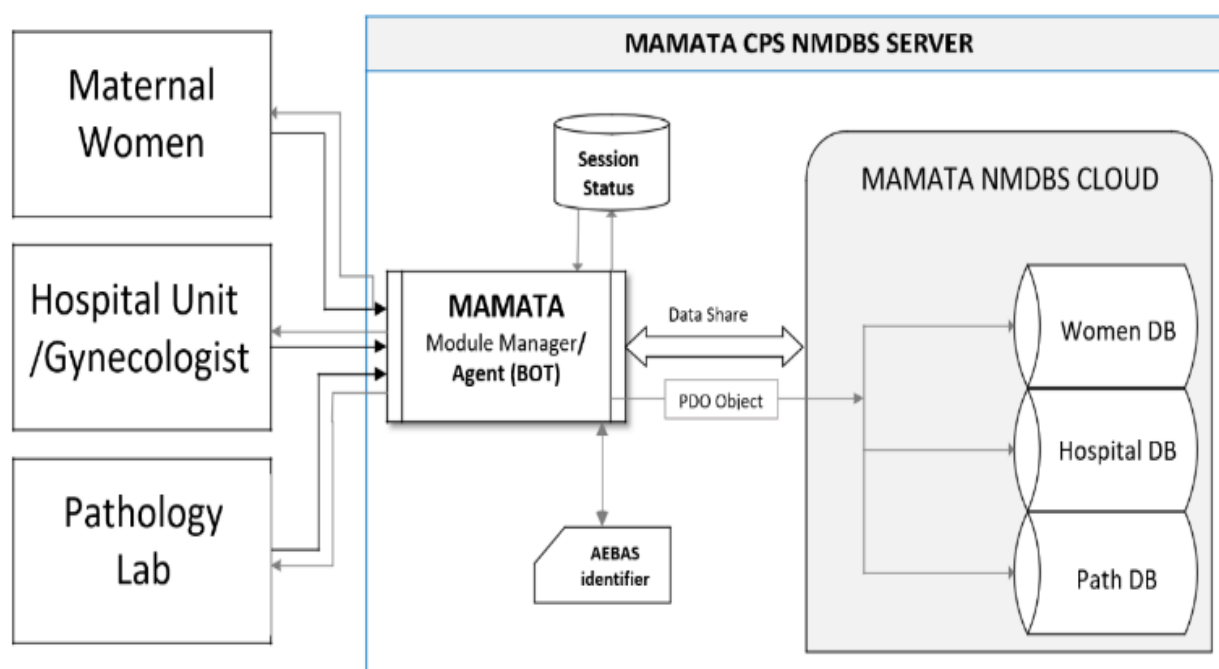 MAMATA CPS NMDBS SERVER
Maternal
Women
Hospital Unit
/Gynecologist
Pathology
Lab
Session
Status
MAMATA
Module Manager/
Agent (BOT)
Data Share
PDO Object
AEBAS
identifier
MAMATA NMDBS CLOUD
Women DB
Hospital DB
Path DB